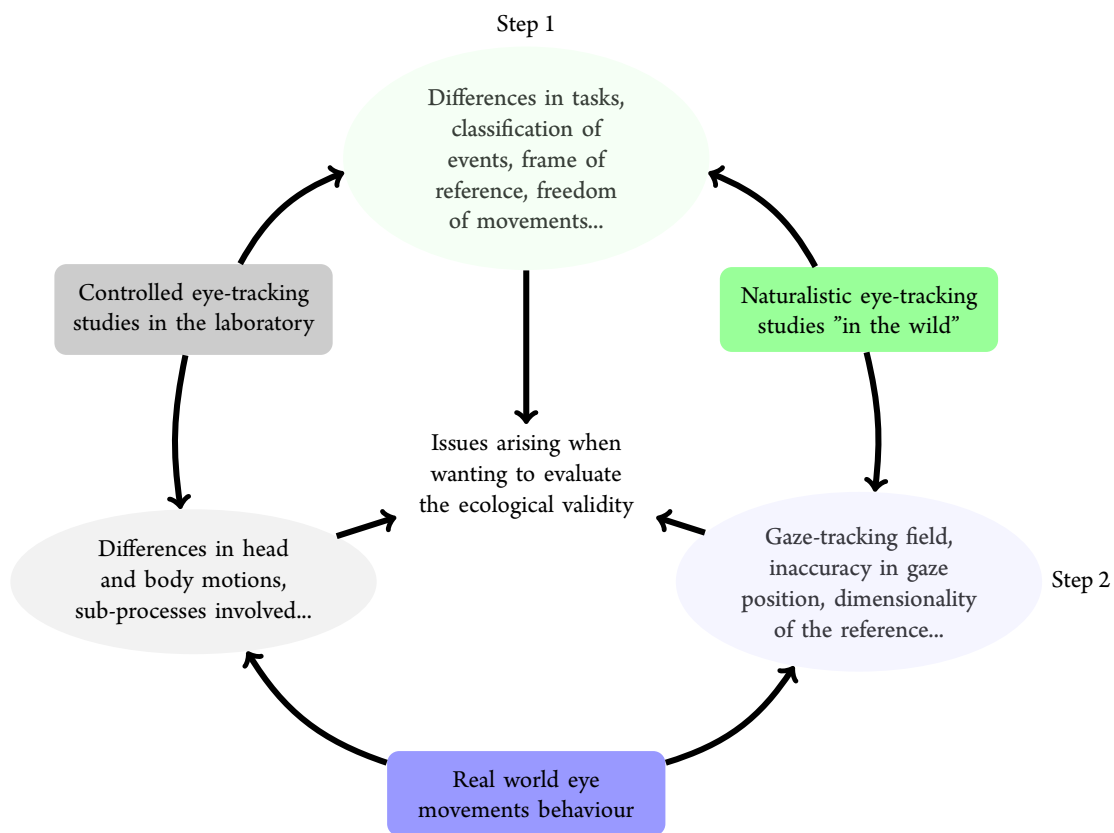 Step 1
Differences in tasks,
classification of
events, frame of
reference, freedom
of movements...
Controlled eye-tracking
studies in the laboratory
Naturalistic eye-tracking
studies ”in the wild”
Issues arising when
wanting to evaluate
the ecological validity
Differences in head
and body motions,
sub-processes involved...
Gaze-tracking field,
inaccuracy in gaze
position, dimensionality
of the reference...
Step 2
Real world eye
movements behaviour